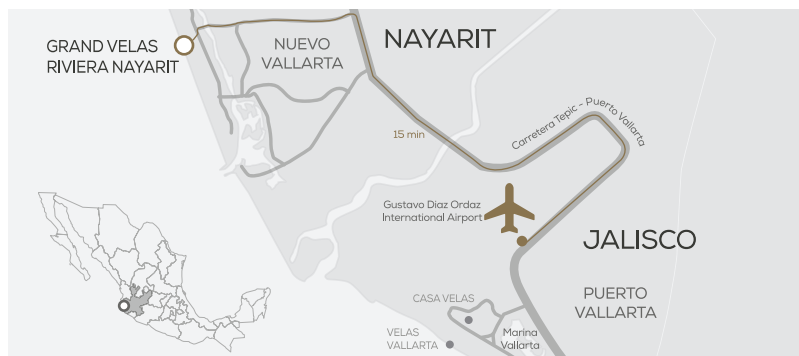 GRAND VELAS
RIVIERA NAYARIT
NUEVO
VALLARTA
NAYARIT
15 min
Carretera Tepic - Puerto Vallarta
Gustavo Diaz Ordaz
International Airport
JALISCO
PUERTO
VALLARTA
CASA VELAS
VELAS
VALLARTA
Marina
Vallarta